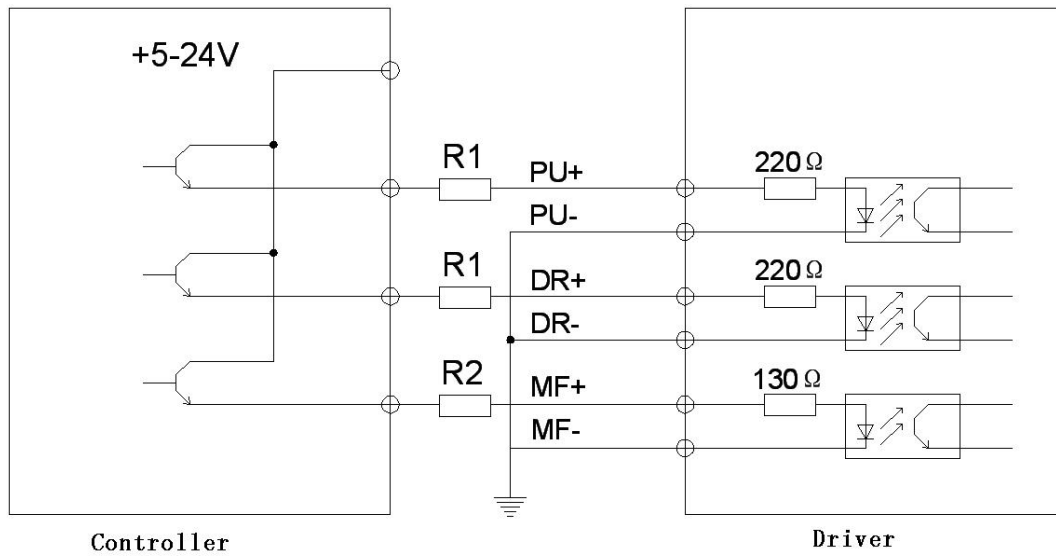 +5-24V
R1
PU+
220Ω
PU-
R1
DR+
220Ω
DR-
R2
MF+
130Ω
MF-
Controller
Driver